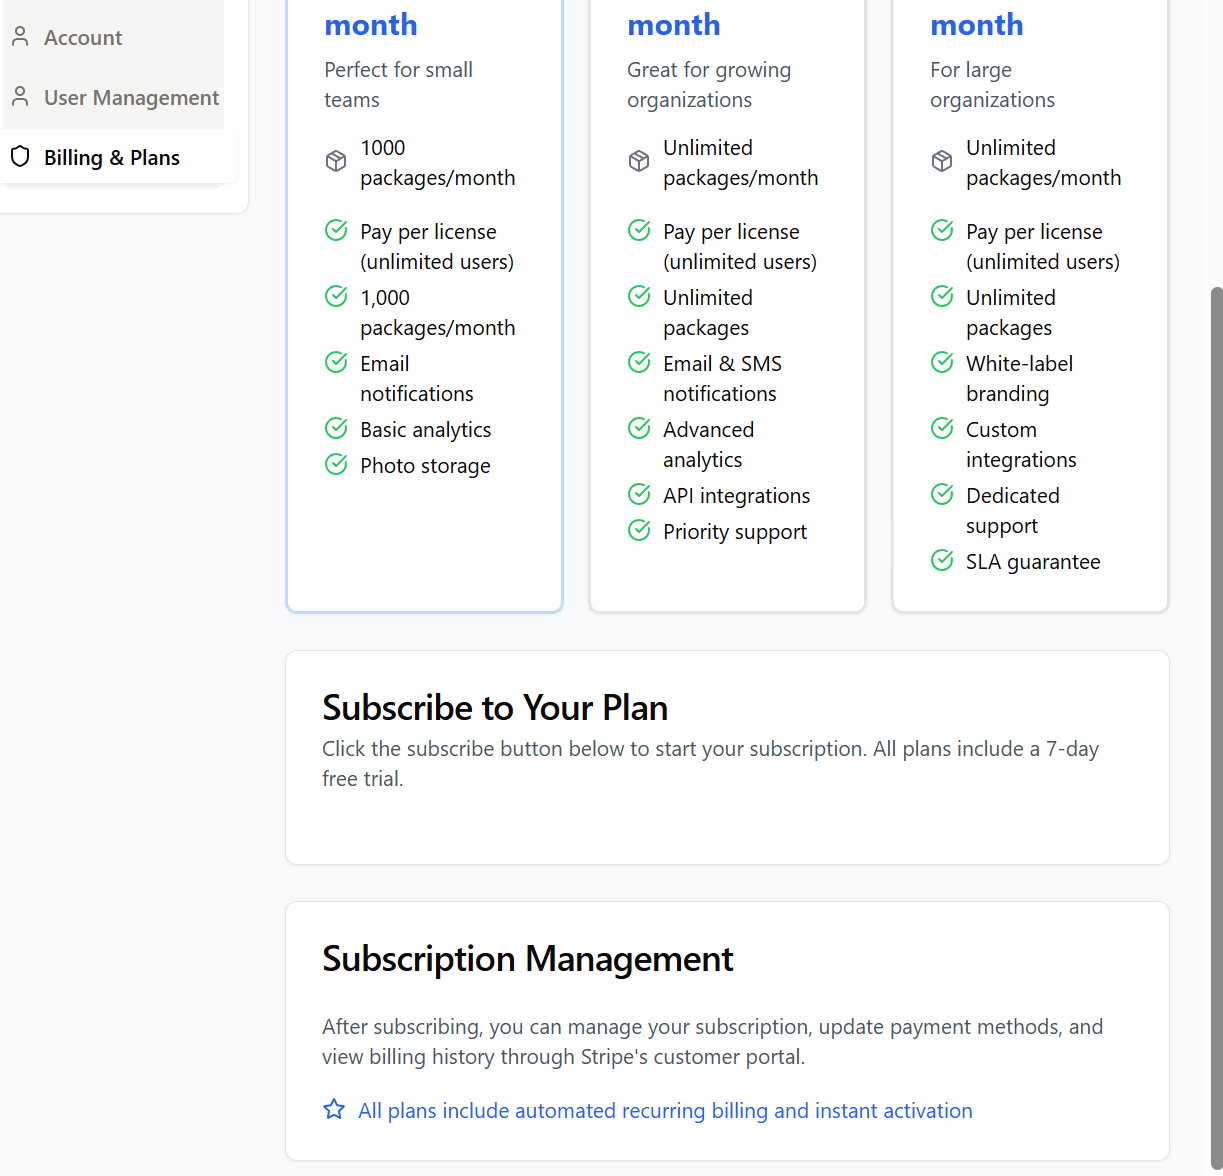 Account
User Management
Billing & Plans
month
Perfect for small
teams
1000
packages/month
Pay per license
(unlimited users)
1,000
packages/month
Email
notifications
Basic analytics
Photo storage
month
Great for growing
organizations
Unlimited
packages/month
Pay per license
(unlimited users)
Unlimited
packages
Email & SMS
notifications
Advanced
analytics
API integrations
Priority support
month
For large
organizations
Unlimited
packages/month
Pay per license
(unlimited users)
Unlimited
packages
White-label
branding
Custom
integrations
Dedicated
support
SLA guarantee
Subscribe to Your Plan
Click the subscribe button below to start your subscription. All plans include a 7-day
free trial.
Subscription Management
After subscribing, you can manage your subscription, update payment methods, and
view billing history through Stripe's customer portal.
All plans include automated recurring billing and instant activation